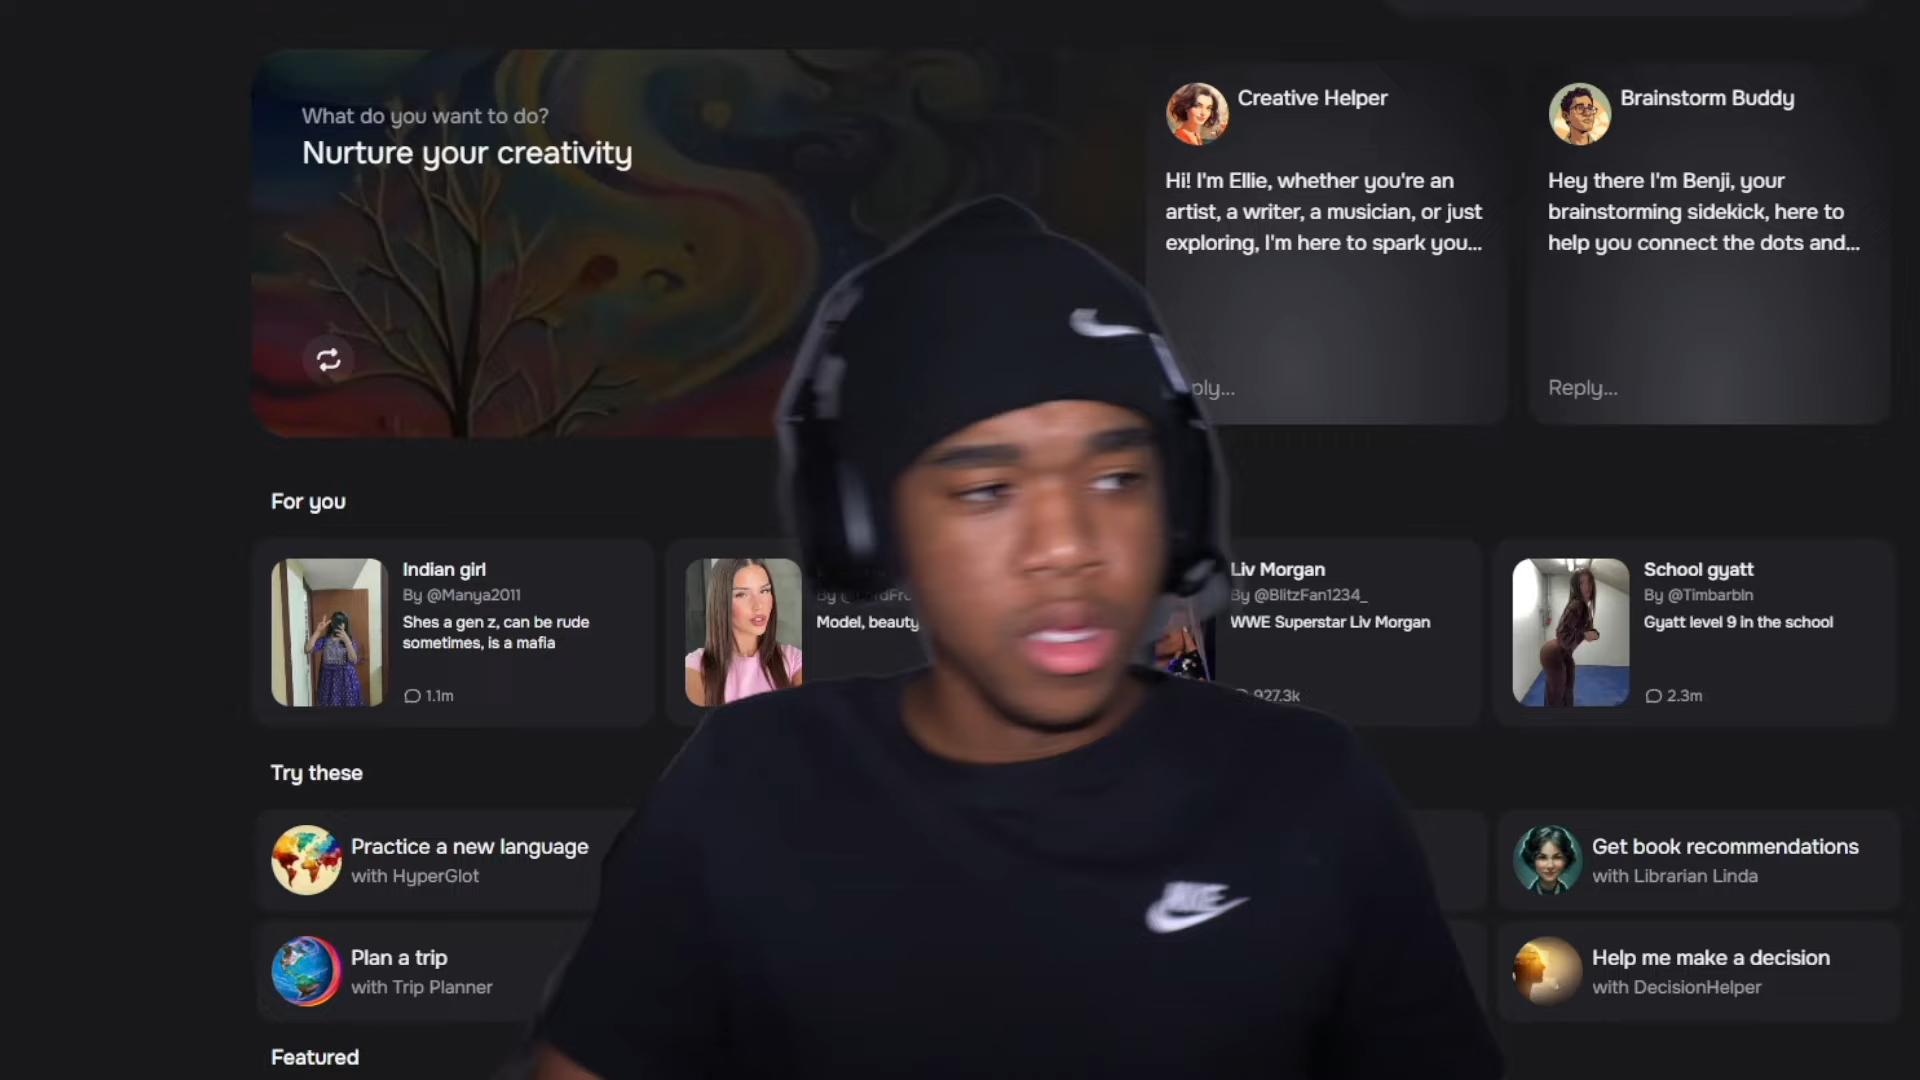 What do you want to do?
Nurture your creativity
Creative Helper
Hi! I'm Ellie, whether you're an
artist, a writer, a musician, or just
exploring, I'm here to spark you...
ply...
Brainstorm Buddy
Hey there I'm Benji, your
brainstorming sidekick, here to
help you connect the dots and...
Reply...
For you
Indian girl
By @Manya2011
Shes a gen z, can be rude
sometimes, is a mafia
1.1m
By
Model, beauty
Liv Morgan
By @BlitzFan1234_
WWE Superstar Liv Morgan
927.3k
School gyatt
By @Timbarbln
Gyatt level 9 in the school
2.3m
Try these
Practice a new language
with HyperGlot
Get book recommendations
with Librarian Linda
Plan a trip
with Trip Planner
Help me make a decision
with DecisionHelper
Featured
NIKE